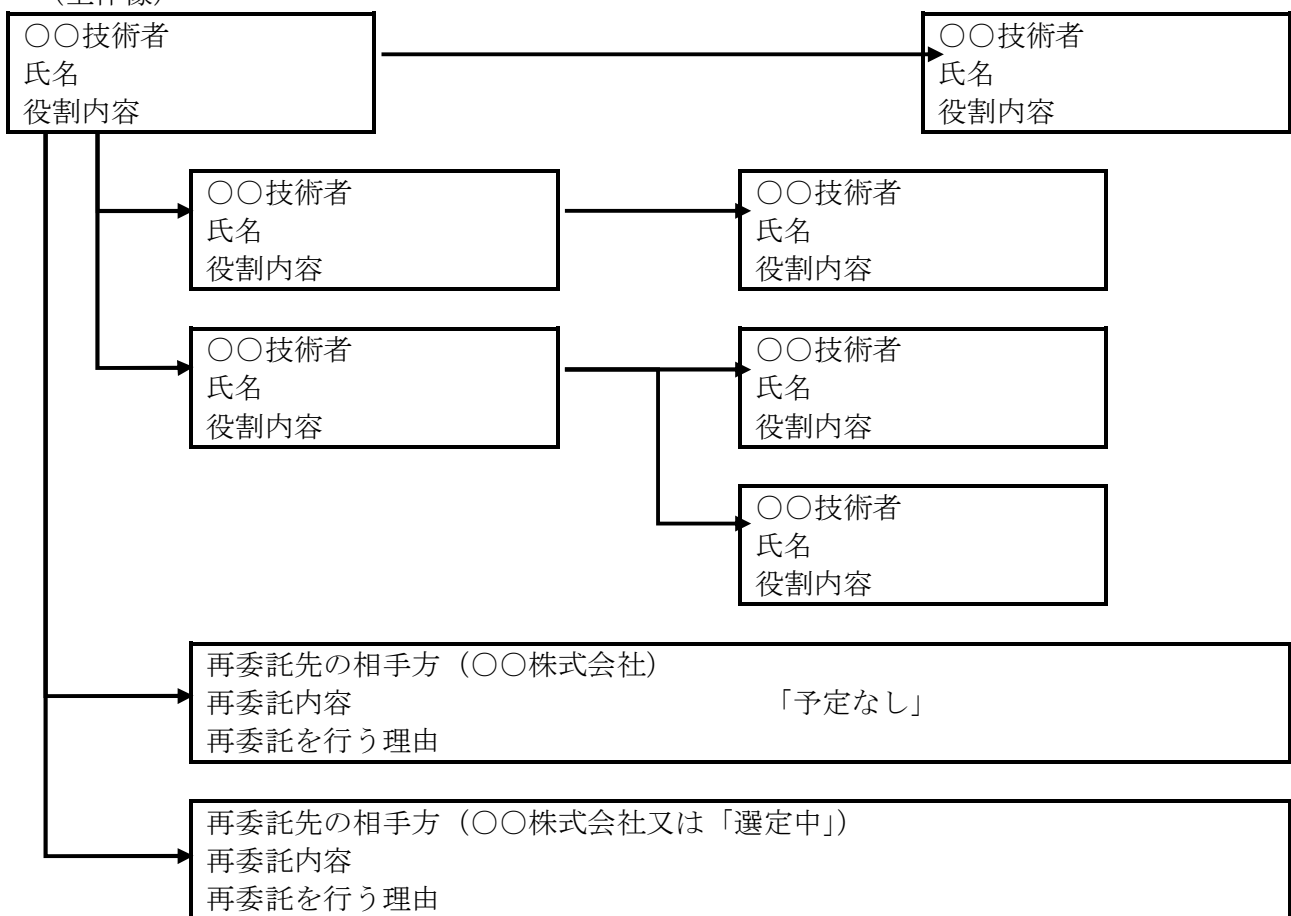 ○○技術者
氏名
役割内容
○○技術者
氏名
役割内容
○○技術者
氏名
役割内容
○○技術者
氏名
役割内容
○○技術者
氏名
役割内容
○○技術者
氏名
役割内容
○○技術者
氏名
役割内容
再委託先の相手方(○○株式会社)
再委託内容 「予定なし」
再委託を行う理由
再委託先の相手方(○○株式会社又は「選定中」)
再委託内容
再委託を行う理由